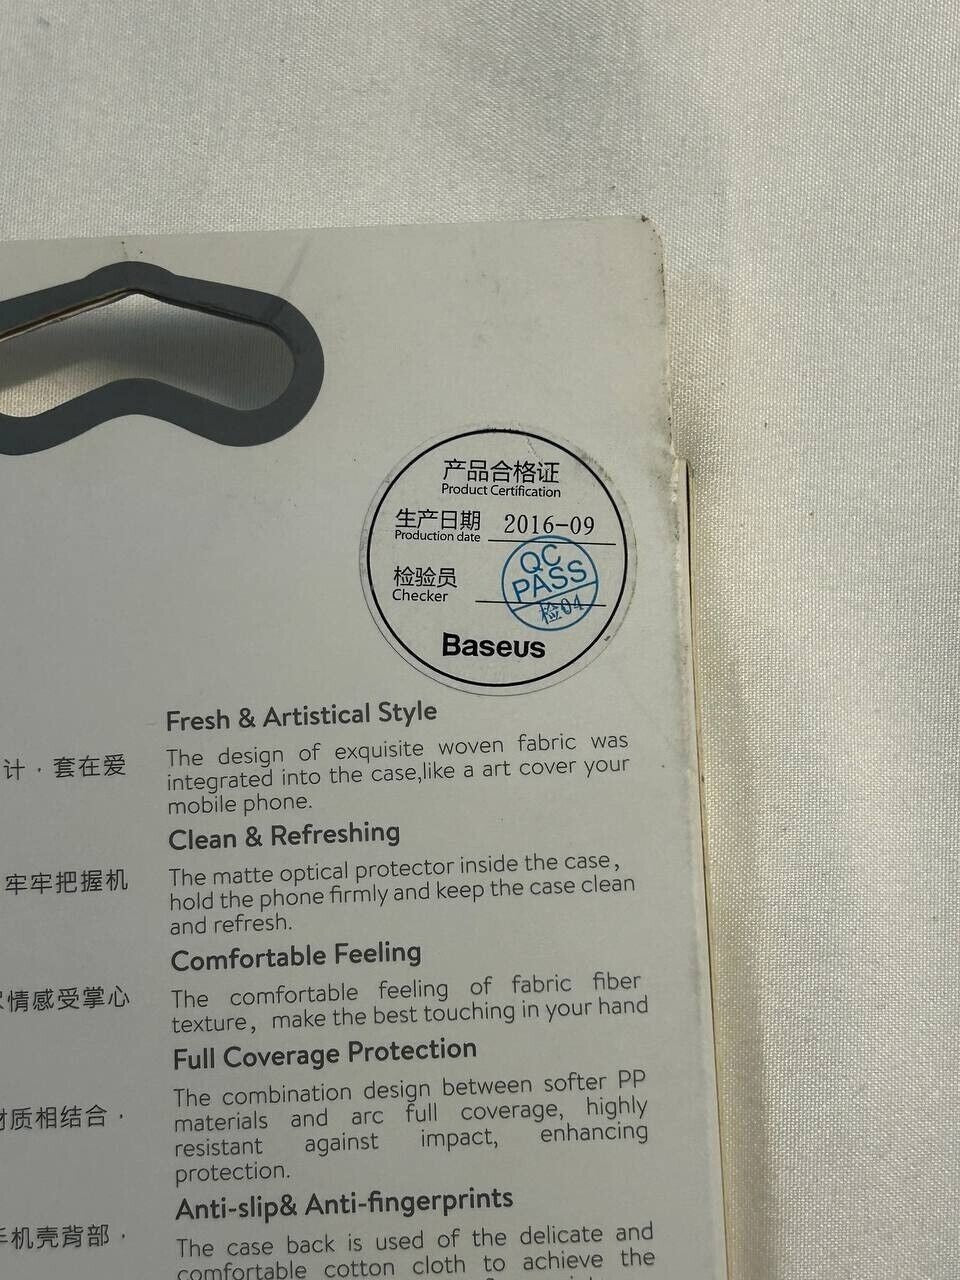 产品合格证
Product Certification
生产日期 2016-09
Production date
QC
PASS
检04
检验员
Checker
Baseus
计，套在爱
牢牢把握机
情感受掌心
质相结合，
手机壳背部，
Fresh & Artistical Style
The design of exquisite woven fabric was
integrated into the case,like a art cover your
mobile phone.
Clean & Refreshing
The matte optical protector inside the case,
hold the phone firmly and keep the case clean
and refresh.
Comfortable Feeling
The comfortable feeling of fabric fiber
texture, make the best touching in your hand
Full Coverage Protection
The combination design between softer PP
materials and arc full coverage, highly
resistant against impact, enhancing
protection.
Anti-slip& Anti-fingerprints
The case back is used of the delicate and
comfortable cotton cloth to achieve the